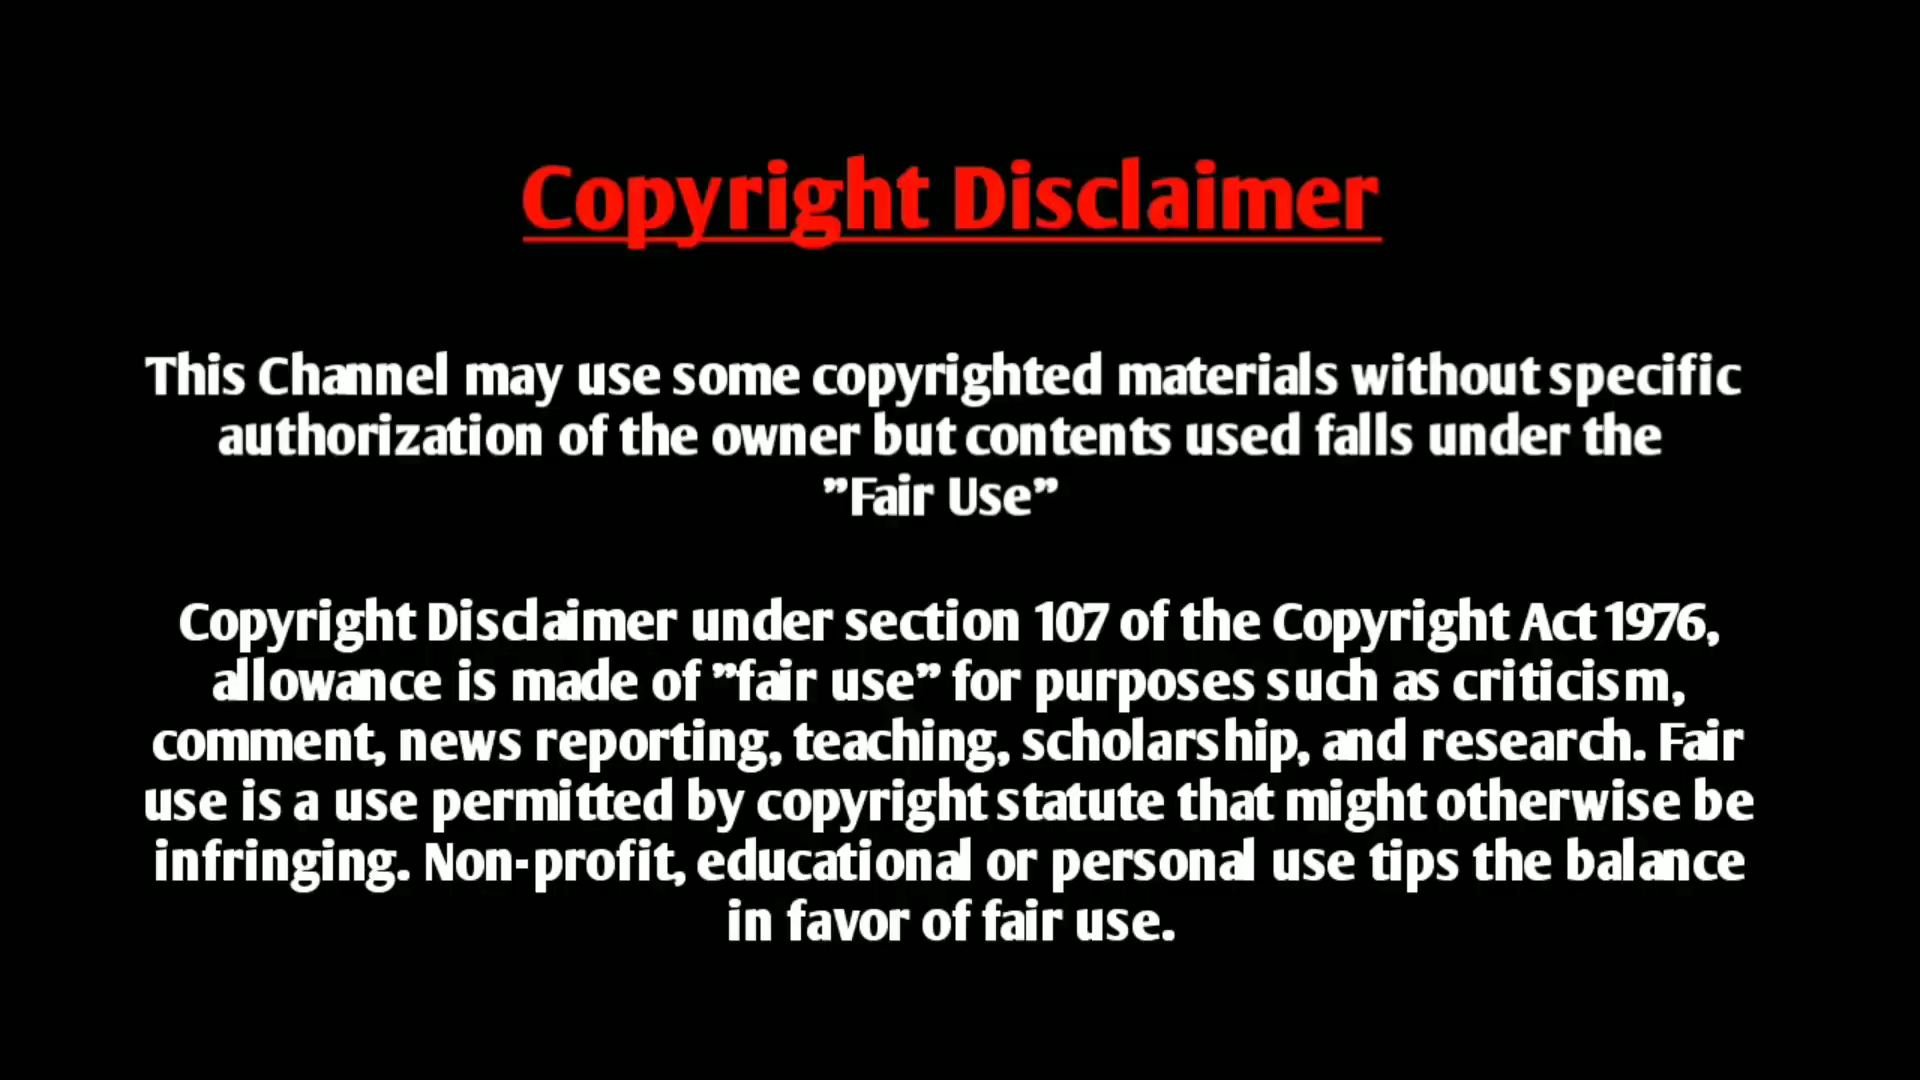 Copyright Disclaimer
This Channel may use some copyrighted materials without specific
authorization of the owner but contents used falls under the
"Fair Use"
Copyright Disclaimer under section 107 of the Copyright Act 1976,
allowance is made of "fair use" for purposes such as criticism,
comment, news reporting, teaching, scholarship, and research. Fair
use is a use permitted by copyright statute that might otherwise be
infringing. Non-profit, educational or personal use tips the balance
in favor of fair use.